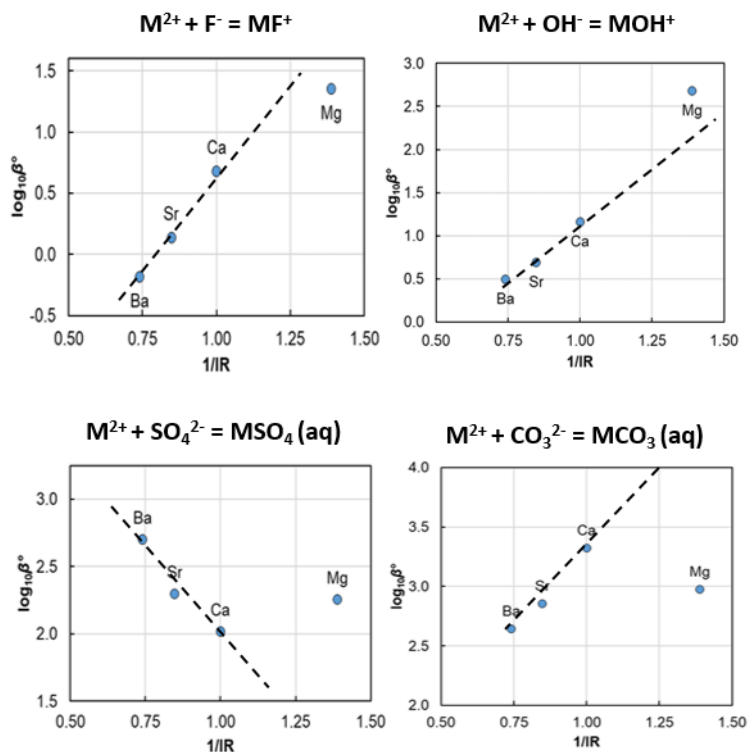 M²⁺ + F⁻ = MF⁺
1.5
1.0
0.5
0.0
-0.5
log₁₀β°
Mg
Ca
Sr
Ba
0.50 0.75 1.00 1.25 1.50
1/IR
M²⁺ + OH⁻ = MOH⁺
3.0
2.5
2.0
1.5
1.0
0.5
0.0
log₁₀β°
Mg
Ca
Sr
Ba
0.50 0.75 1.00 1.25 1.50
1/IR
M²⁺ + SO₄²⁻ = MSO₄ (aq)
3.0
2.5
2.0
1.5
log₁₀β°
Ba
Sr
Ca
Mg
0.50 0.75 1.00 1.25 1.50
1/IR
M²⁺ + CO₃²⁻ = MCO₃ (aq)
4.0
3.5
3.0
2.5
2.0
log₁₀β°
Ca
Mg
Sr
Ba
0.50 0.75 1.00 1.25 1.50
1/IR